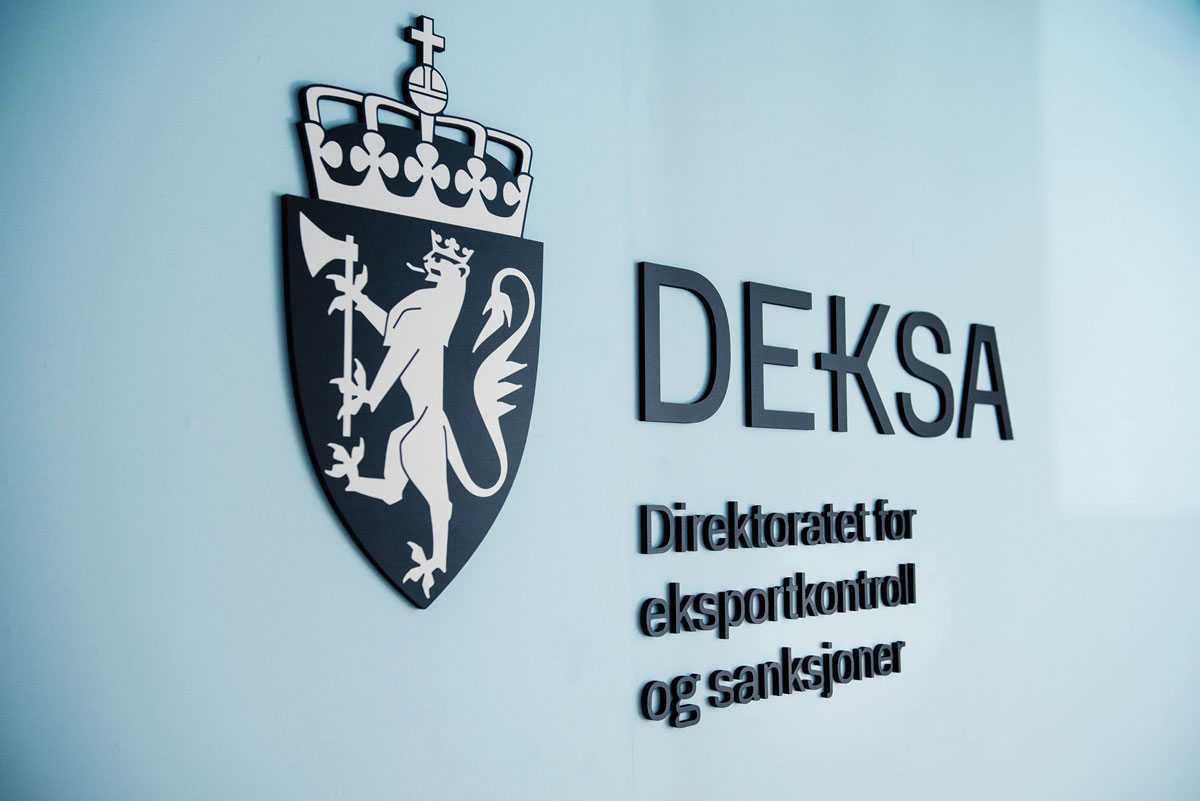 DEKSA
Direktoratet for
eksportkontroll
og sanksjoner